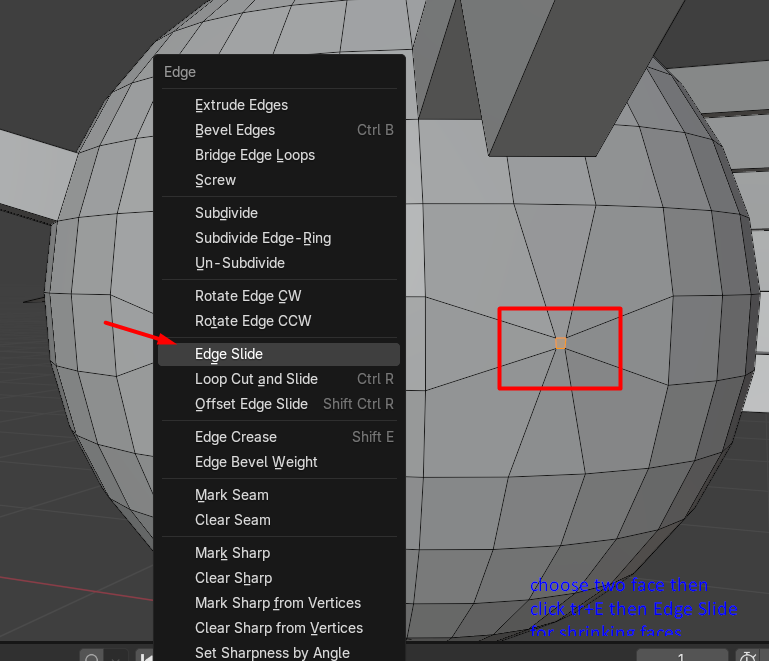 Edge
Extrude Edges
Bevel Edges Ctrl B
Bridge Edge Loops
Screw
Subdivide
Subdivide Edge-Ring
Un-Subdivide
Rotate Edge CW
Rotate Edge CCW
Edge Slide
Loop Cut and Slide Ctrl R
Offset Edge Slide Shift Ctrl R
Edge Crease Shift E
Edge Bevel Weight
Mark Seam
Clear Seam
Mark Sharp
Clear Sharp
Mark Sharp from Vertices
Clear Sharp from Vertices
Set Sharpness by Angle
choose two face then
click tr+E then Edge Slide
for shrinking faces
1